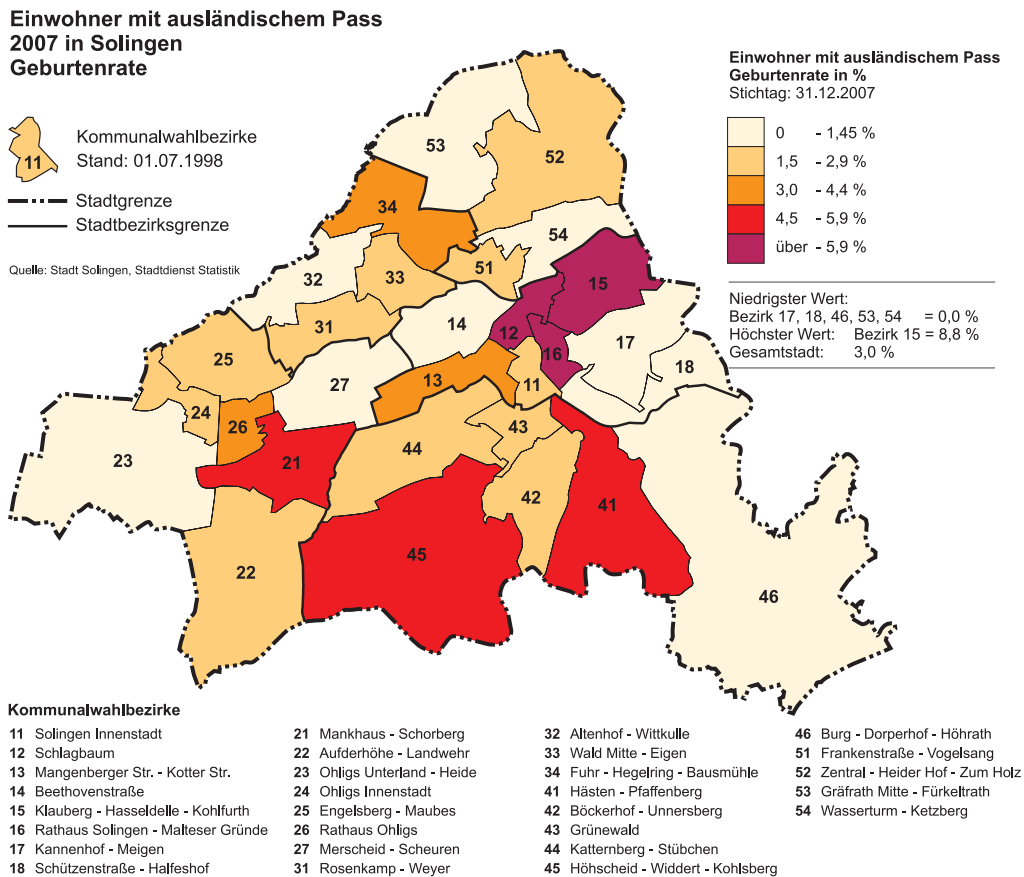 Einwohner mit ausländischem Pass
2007 in Solingen
Geburtenrate
11
Kommunalwahlbezirke
Stand: 01.07.1998
Stadtgrenze
Stadtbezirksgrenze
Quelle: Stadt Solingen, Stadtdienst Statistik
Einwohner mit ausländischem Pass
Geburtenrate in %
Stichtag: 31.12.2007
0 - 1,45 %
1,5 - 2,9 %
3,0 - 4,4 %
4,5 - 5,9 %
über - 5,9 %
Niedrigster Wert:
Bezirk 17, 18, 46, 53, 54 = 0,0 %
Höchster Wert: Bezirk 15 = 8,8 %
Gesamtstadt: 3,0 %
53
52
34
54
51
32
33
15
31
14
12
17
16
25
18
27
13
11
24
26
43
44
23
21
42
41
45
22
46
Kommunalwahlbezirke
11 Solingen Innenstadt
12 Schlagbaum
13 Mangenberger Str. - Kotter Str.
14 Beethovenstraße
15 Klauberg - Hasseldelle - Kohlfurth
16 Rathaus Solingen - Malteser Gründe
17 Kannenhof - Meigen
18 Schützenstraße - Halfeshof
21 Mankhaus - Schorberg
22 Aufderhöhe - Landwehr
23 Ohligs Unterland - Heide
24 Ohligs Innenstadt
25 Engelsberg - Maubes
26 Rathaus Ohligs
27 Merscheid - Scheuren
31 Rosenkamp - Weyer
32 Altenhof - Wittkulle
33 Wald Mitte - Eigen
34 Fuhr - Hegelring - Bausmühle
41 Hästen - Pfaffenberg
42 Böckerhof - Unnersberg
43 Grünewald
44 Katternberg - Stübchen
45 Höhscheid - Widdert - Kohlsberg
46 Burg - Dorperhof - Höhrath
51 Frankenstraße - Vogelsang
52 Zentral - Heider Hof - Zum Holz
53 Gräfrath Mitte - Fürkeltrath
54 Wasserturm - Ketzberg